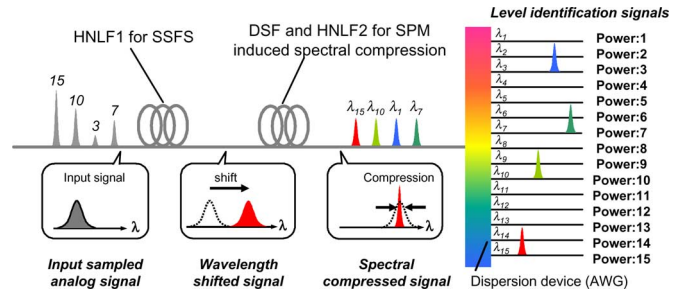 Level identification signals
HNLF1 for SSFS
DSF and HNLF2 for SPM
induced spectral compression
15
10
3
7
λ15
λ10
λ1
λ7
λ1
λ2
λ3
λ4
λ5
λ6
λ7
λ8
λ9
λ10
λ11
λ12
λ13
λ14
λ15
Power:1
Power:2
Power:3
Power:4
Power:5
Power:6
Power:7
Power:8
Power:9
Power:10
Power:11
Power:12
Power:13
Power:14
Power:15
Input signal
λ
shift
λ
Compression
λ
Input sampled
analog signal
Wavelength
shifted signal
Spectral
compressed signal
Dispersion device (AWG)